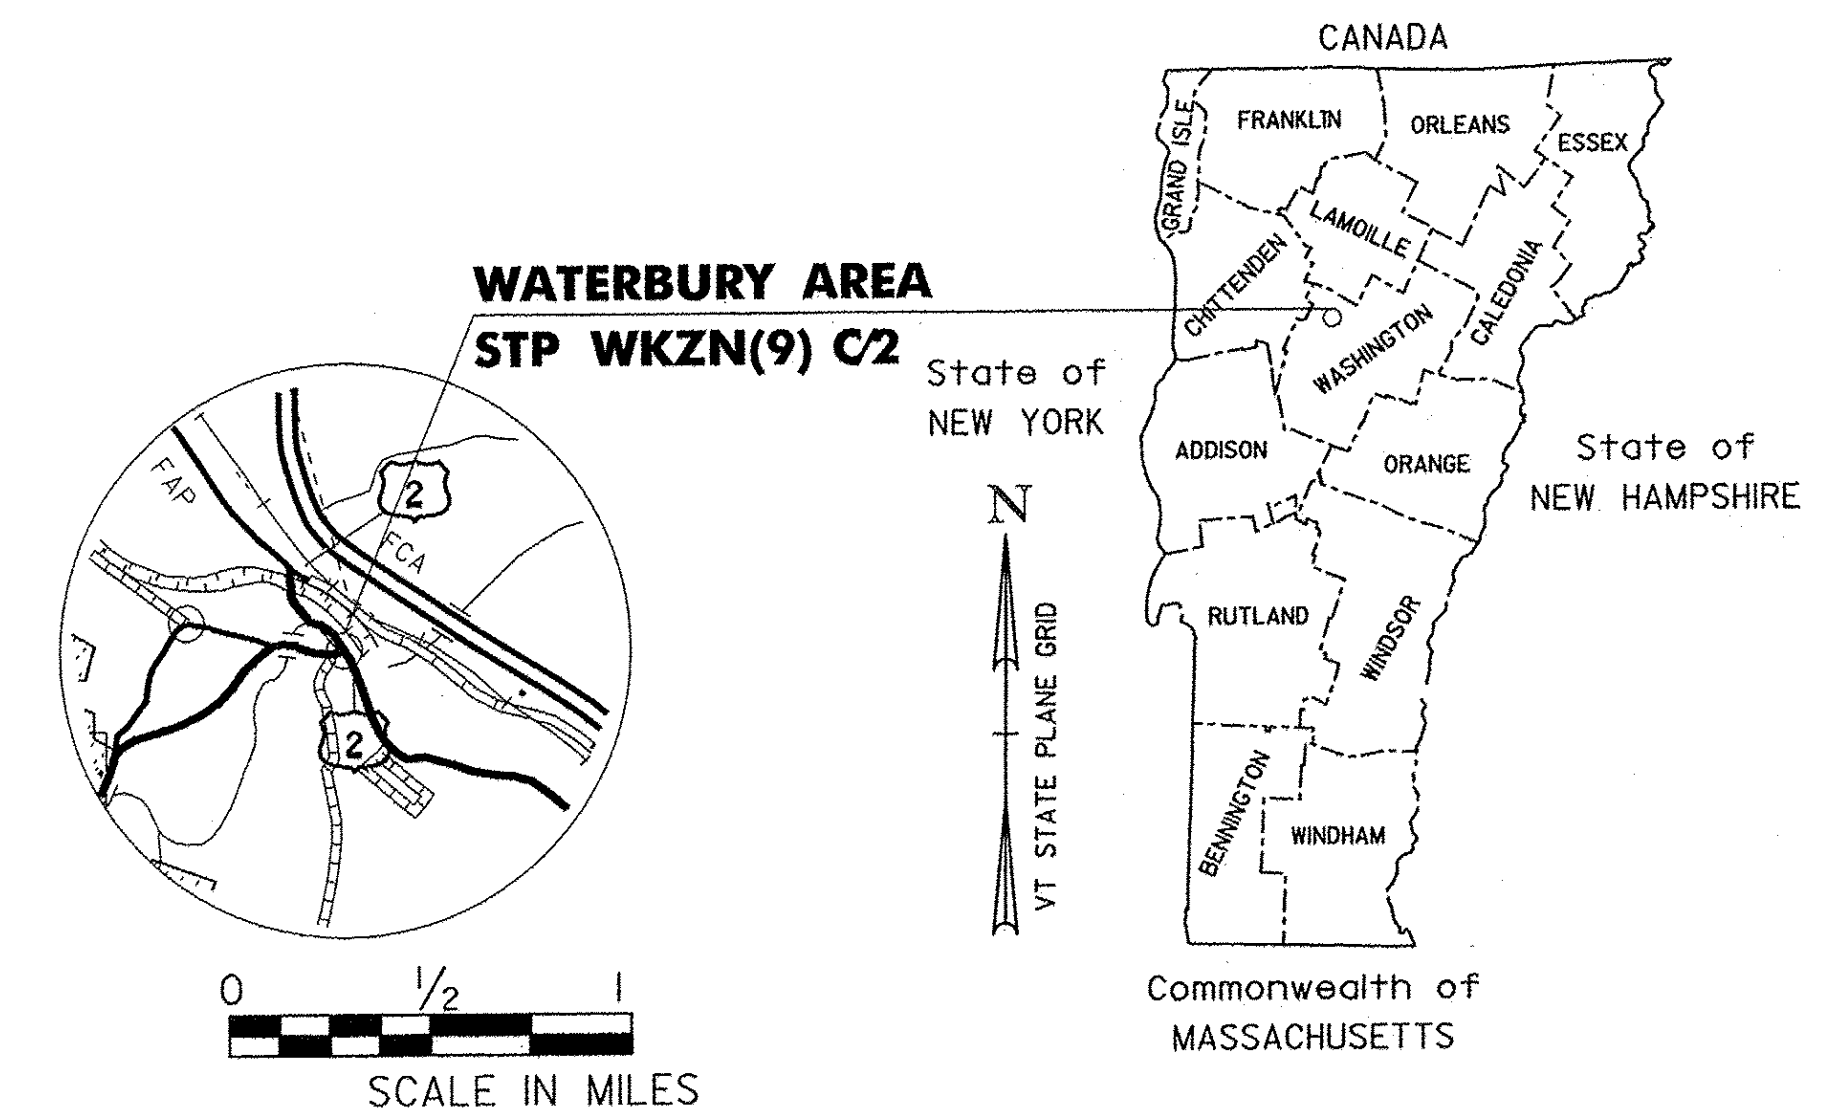 CANADA
FRANKLIN
ORLEANS
ESSEX
GRAND ISLE
LAMOILLE
CHITTENDEN
CALEDONIA
WATERBURY AREA
STP WKZN(9) C/2
WASHINGTON
State of
NEW YORK
ADDISON
ORANGE
State of
NEW HAMPSHIRE
FAP
2
FCA
N
VT STATE PLANE GRID
RUTLAND
WINDSOR
2
BENNINGTON
WINDHAM
0 1/2 1
SCALE IN MILES
Commonwealth of
MASSACHUSETTS